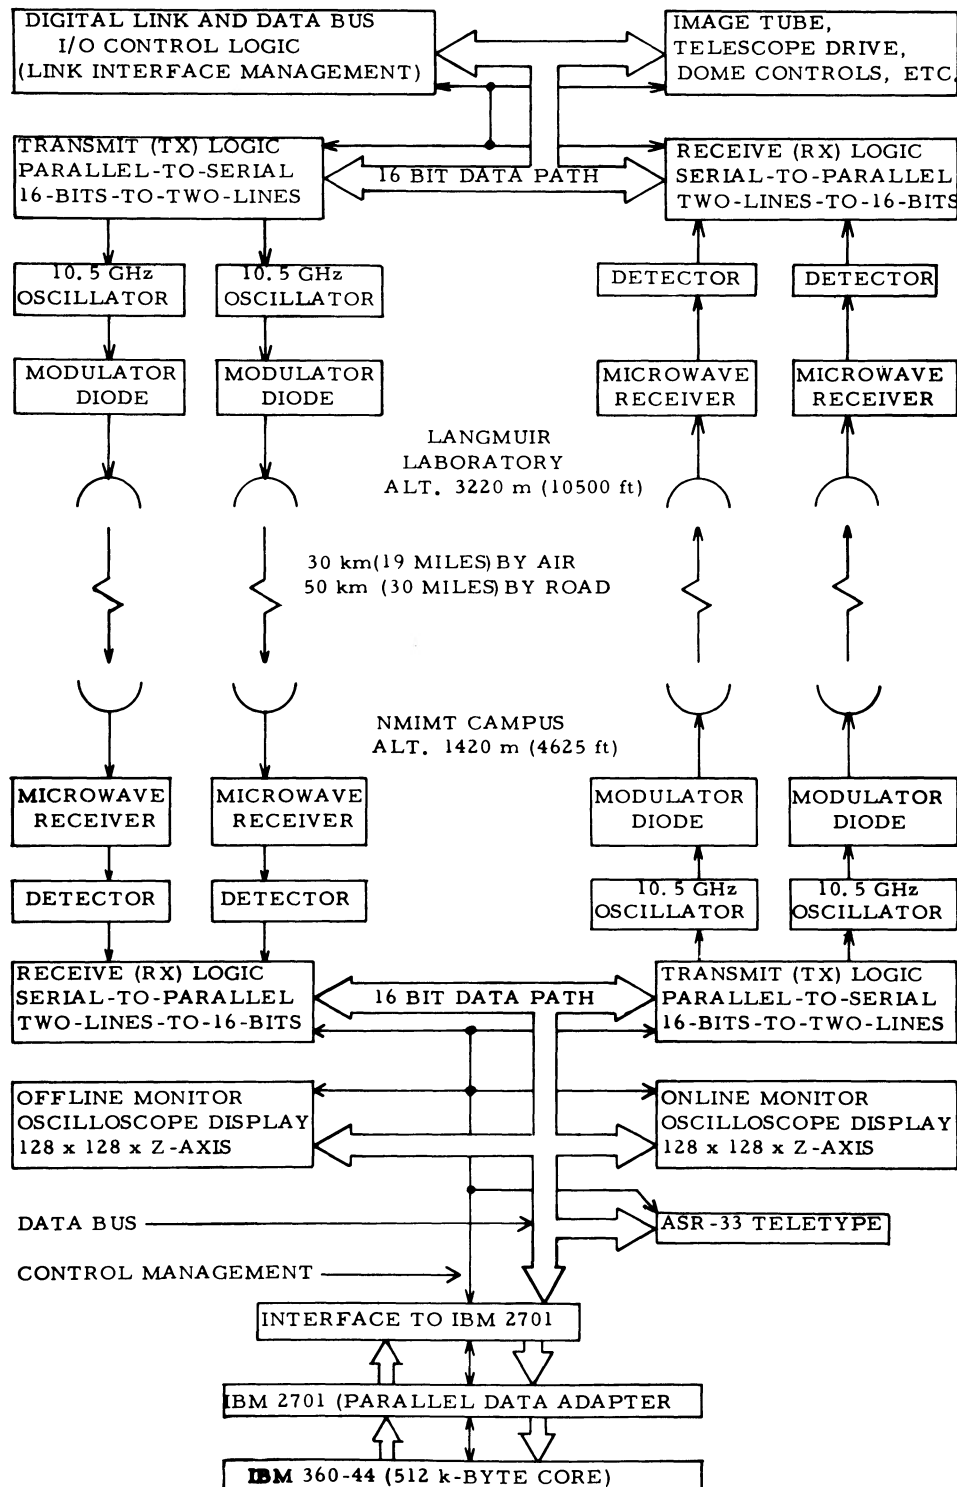 DIGITAL LINK AND DATA BUS
I/O CONTROL LOGIC
(LINK INTERFACE MANAGEMENT)
IMAGE TUBE,
TELESCOPE DRIVE,
DOME CONTROLS, ETC.
TRANSMIT (TX) LOGIC
PARALLEL-TO-SERIAL
16-BITS-TO-TWO-LINES
16 BIT DATA PATH
RECEIVE (RX) LOGIC
SERIAL-TO-PARALLEL
TWO-LINES-TO-16-BITS
10.5 GHz
OSCILLATOR
10.5 GHz
OSCILLATOR
DETECTOR
DETECTOR
MODULATOR
DIODE
MODULATOR
DIODE
MICROWAVE
RECEIVER
MICROWAVE
RECEIVER
LANGMUIR
LABORATORY
ALT. 3220 m (10500 ft)
30 km(19 MILES) BY AIR
50 km (30 MILES) BY ROAD
NMIMT CAMPUS
ALT. 1420 m (4625 ft)
MICROWAVE
RECEIVER
MICROWAVE
RECEIVER
MODULATOR
DIODE
MODULATOR
DIODE
DETECTOR
DETECTOR
10.5 GHz
OSCILLATOR
10.5 GHz
OSCILLATOR
RECEIVE (RX) LOGIC
SERIAL-TO-PARALLEL
TWO-LINES-TO-16-BITS
16 BIT DATA PATH
TRANSMIT (TX) LOGIC
PARALLEL-TO-SERIAL
16-BITS-TO-TWO-LINES
OFFLINE MONITOR
OSCILLOSCOPE DISPLAY
128 x 128 x Z-AXIS
ONLINE MONITOR
OSCILLOSCOPE DISPLAY
128 x 128 x Z-AXIS
DATA BUS
ASR-33 TELETYPE
CONTROL MANAGEMENT
INTERFACE TO IBM 2701
IBM 2701 (PARALLEL DATA ADAPTER
IBM 360-44 (512 k-BYTE CORE)